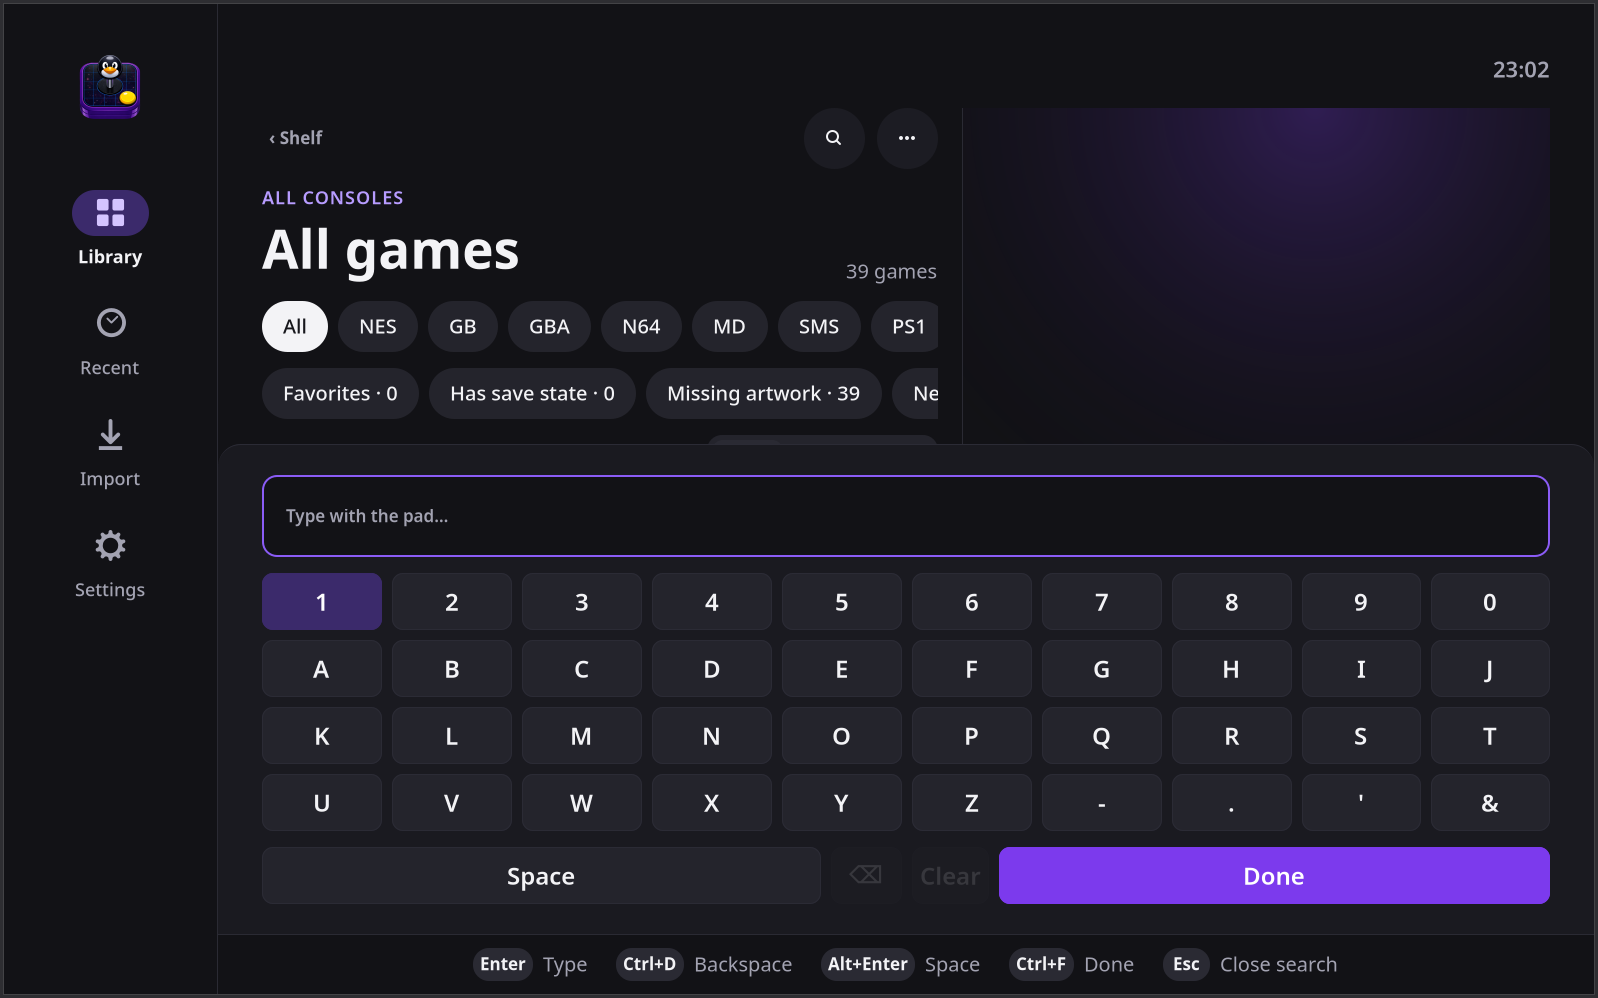 23:02
‹ Shelf
ALL CONSOLES
All games
39 games
All NES GB GBA N64 MD SMS PS1
Favorites · 0 Has save state · 0 Missing artwork · 39 Ne
Library
Recent
Import
Settings
Type with the pad...
1 2 3 4 5 6 7 8 9 0
A B C D E F G H I J
K L M N O P Q R S T
U V W X Y Z - . ' &
Space ⌫ Clear Done
Enter Type Ctrl+D Backspace Alt+Enter Space Ctrl+F Done Esc Close search